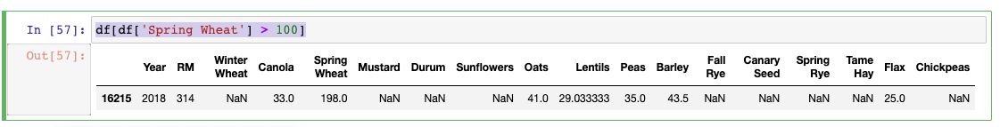 In [57]: df[df['Spring Wheat'] > 100]
Out[57]:
Year RM Winter Wheat Canola Spring Wheat Mustard Durum Sunflowers Oats Lentils Peas Barley Fall Rye Canary Seed Spring Rye Tame Hay Flax Chickpeas
16215 2018 314 NaN 33.0 198.0 NaN NaN NaN 41.0 29.033333 35.0 43.5 NaN NaN NaN NaN 25.0 NaN